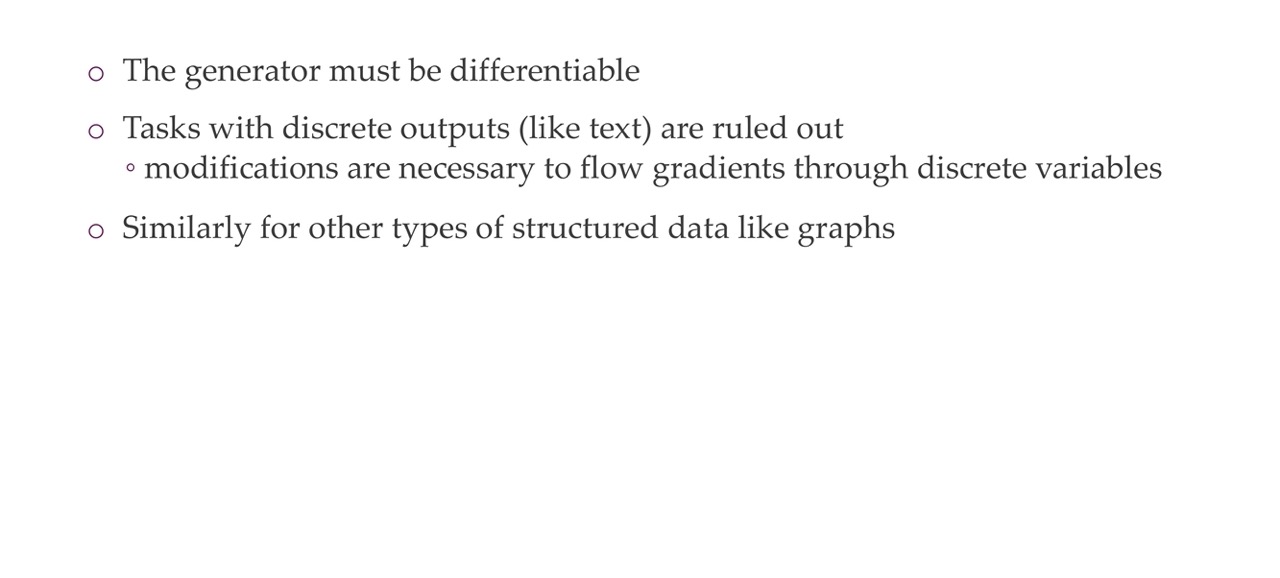 The generator must be differentiable
Tasks with discrete outputs (like text) are ruled out
modifications are necessary to flow gradients through discrete variables
Similarly for other types of structured data like graphs